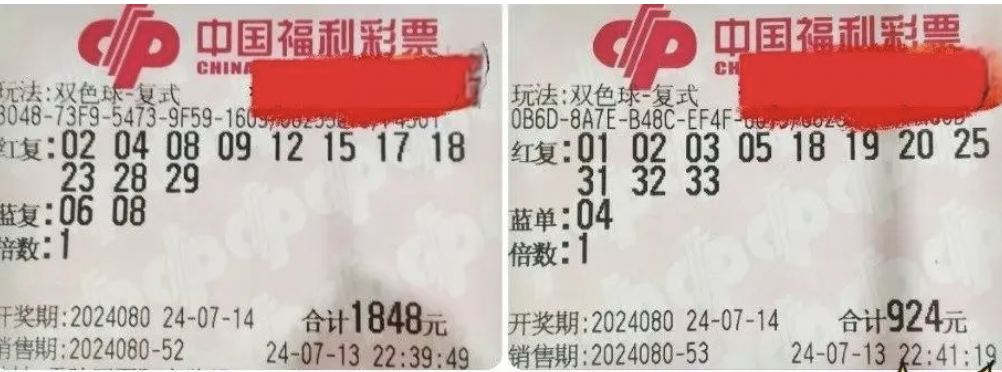 中国福利彩票
CHINA
玩法:双色球-复式
3048-73F9-5473-9F59-1609
红复:02 04 08 09 12 15 17 18
23 28 29
蓝复:06 08
倍数:1
开奖期:2024080 24-07-14 合计1848元
销售期:2024080-52 24-07-13 22:39:49
中国福利彩票
CH
玩法:双色球-复式
0B6D-8A7E-B48C-EF4F-
红复:01 02 03 05 18 19 20 25
31 32 33
蓝单:04
倍数:1
开奖期:2024080 24-07-14 合计924元
销售期:2024080-53 24-07-13 22:41:19